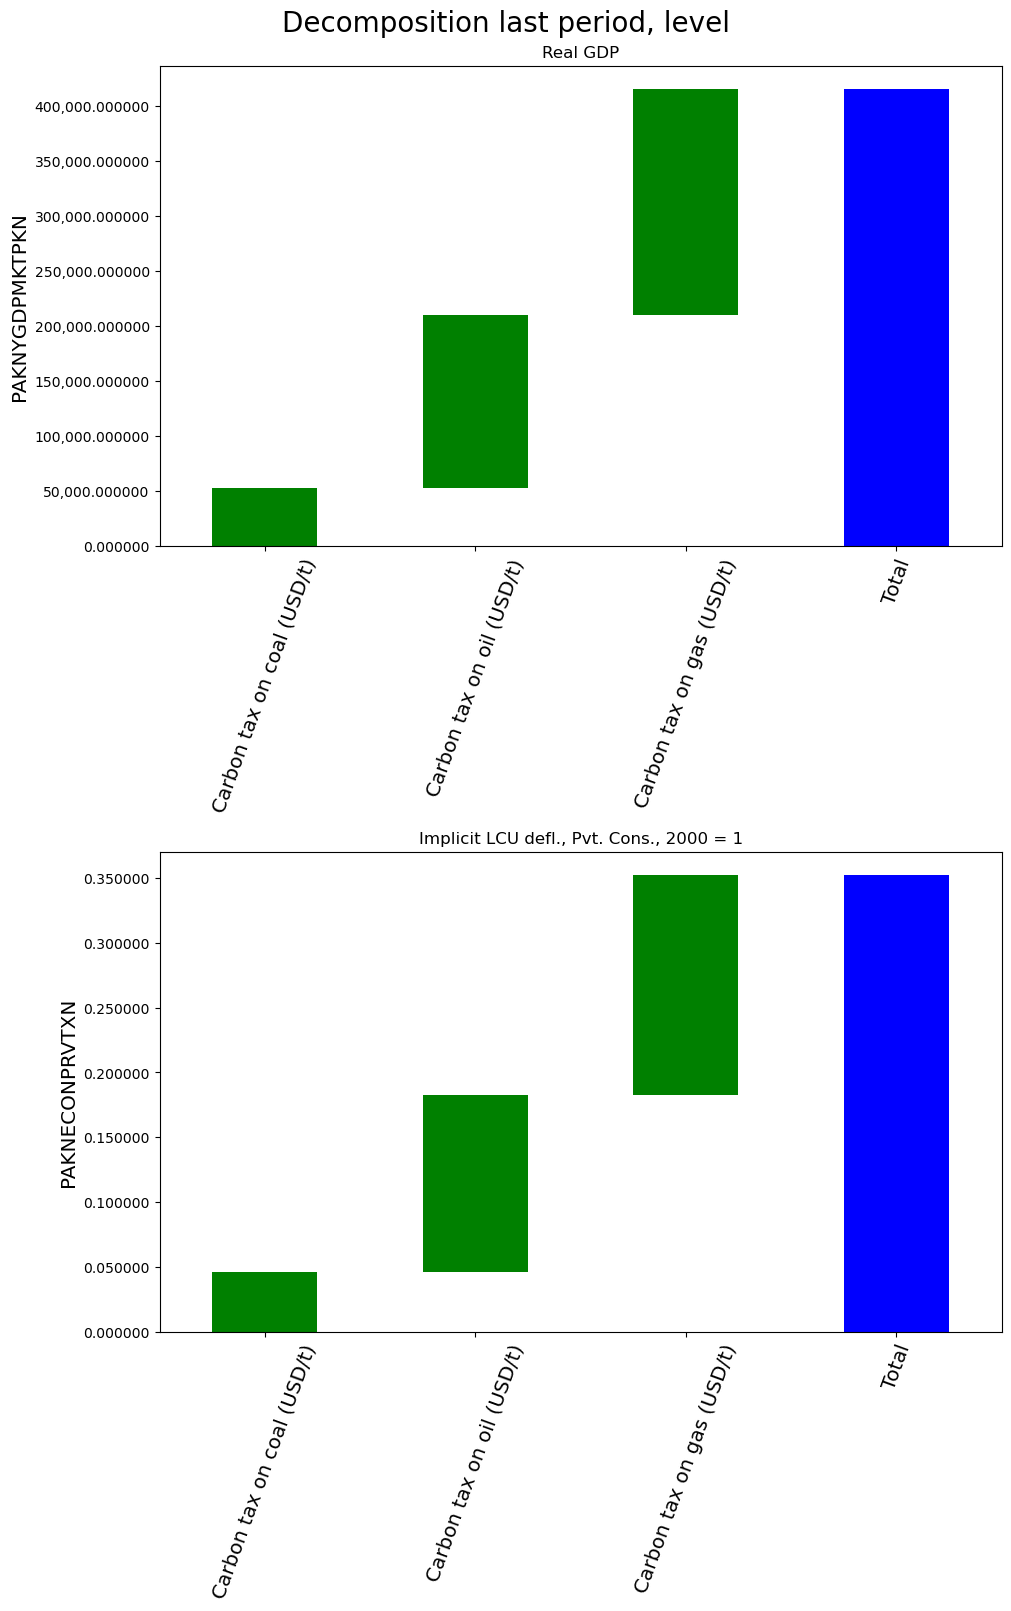 Decomposition last period, level
Real GDP
PAKNYGDPMKTPKN
400,000.000000
350,000.000000
300,000.000000
250,000.000000
200,000.000000
150,000.000000
100,000.000000
50,000.000000
0.000000
Carbon tax on coal (USD/t)
Carbon tax on oil (USD/t)
Carbon tax on gas (USD/t)
Total
Implicit LCU defl., Pvt. Cons., 2000 = 1
PAKNECONPRVTXN
0.350000
0.300000
0.250000
0.200000
0.150000
0.100000
0.050000
0.000000
Carbon tax on coal (USD/t)
Carbon tax on oil (USD/t)
Carbon tax on gas (USD/t)
Total